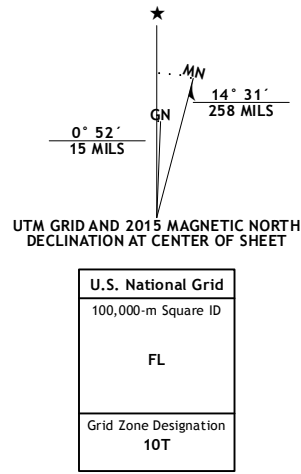 ★
MN
GN
14° 31´
258 MILS
0° 52´
15 MILS
UTM GRID AND 2015 MAGNETIC NORTH
DECLINATION AT CENTER OF SHEET
U.S. National Grid
100,000-m Square ID
FL
Grid Zone Designation
10T